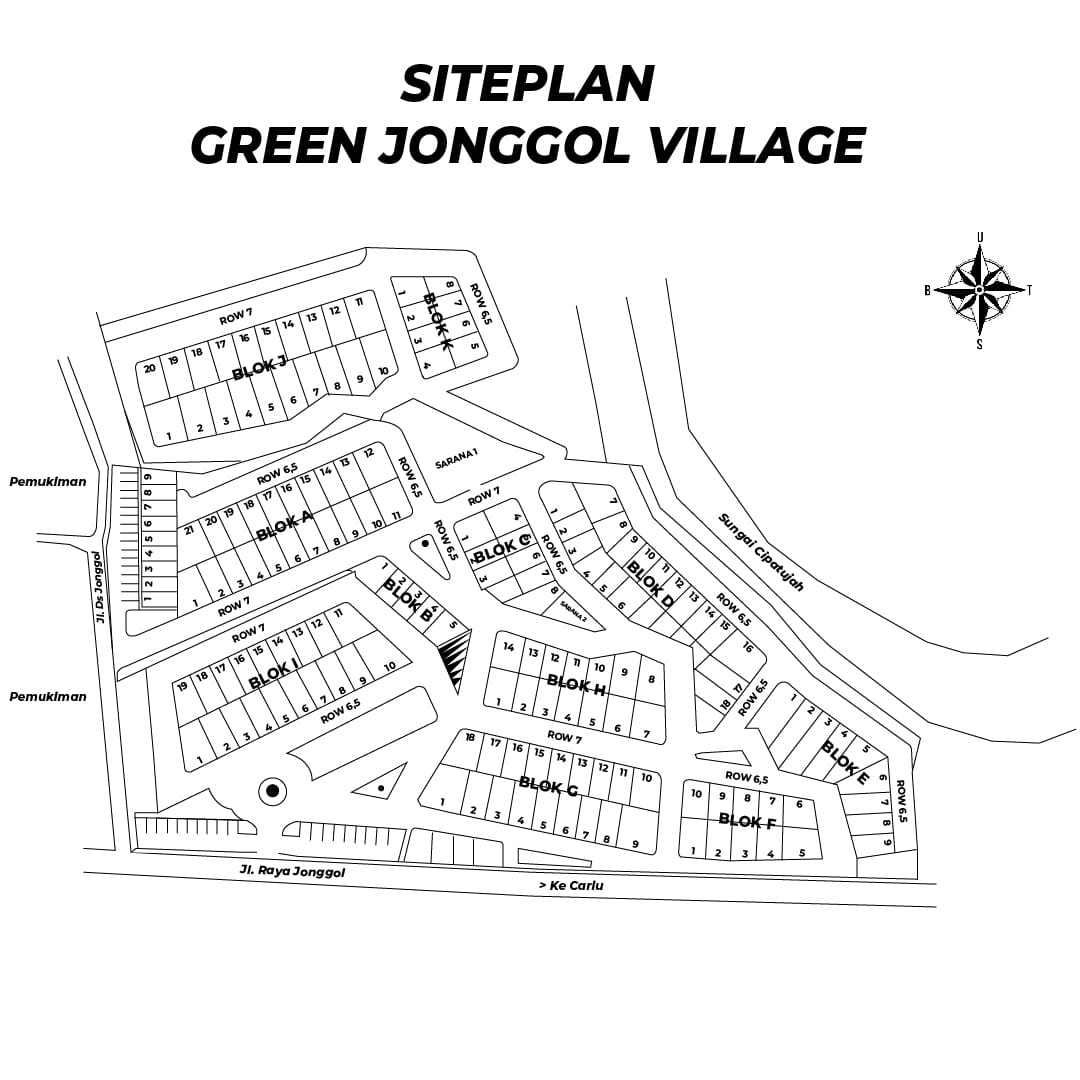 SITEPLAN
GREEN JONGGOL VILLAGE
U
B
T
S
ROW 7
20 19 18 17 16 15 14 13 12 11
BLOK J
1 2 3 4 5 6 7 8 9 10
1 2 3 4
BLOK K
8 7 6 5
ROW 6,5
Pemukiman
9 8 7 6 5 4 3 2 1
Jl. Ds Jonggol
ROW 6,5
21 20 19 18 17 16 15 14 13 12
BLOK A
1 2 3 4 5 6 7 8 9 10 11
ROW 6,5
SARANA 1
ROW 7
ROW 6,5
1 2 3
BLOK C
4 5 6 7 8
ROW 6,5
SARANA 2
1 2 3 4 5 6
BLOK D
7 8 9 10 11 12 13 14 15 16 17 18
ROW 6,5
Sungai Cipatujah
ROW 7
ROW 7
1 2 3 4 5
BLOK B
19 18 17 16 15 14 13 12 11
BLOK I
1 2 3 4 5 6 7 8 9 10
ROW 6,5
Pemukiman
14 13 12 11 10 9 8
BLOK H
1 2 3 4 5 6 7
ROW 7
ROW 6,5
1 2 3 4 5
BLOK E
6 7 8 9
ROW 6,5
18 17 16 15 14 13 12 11 10
BLOK G
1 2 3 4 5 6 7 8 9
ROW 6,5
10 9 8 7 6
BLOK F
1 2 3 4 5
Jl. Raya Jonggol
> Ke Carlu